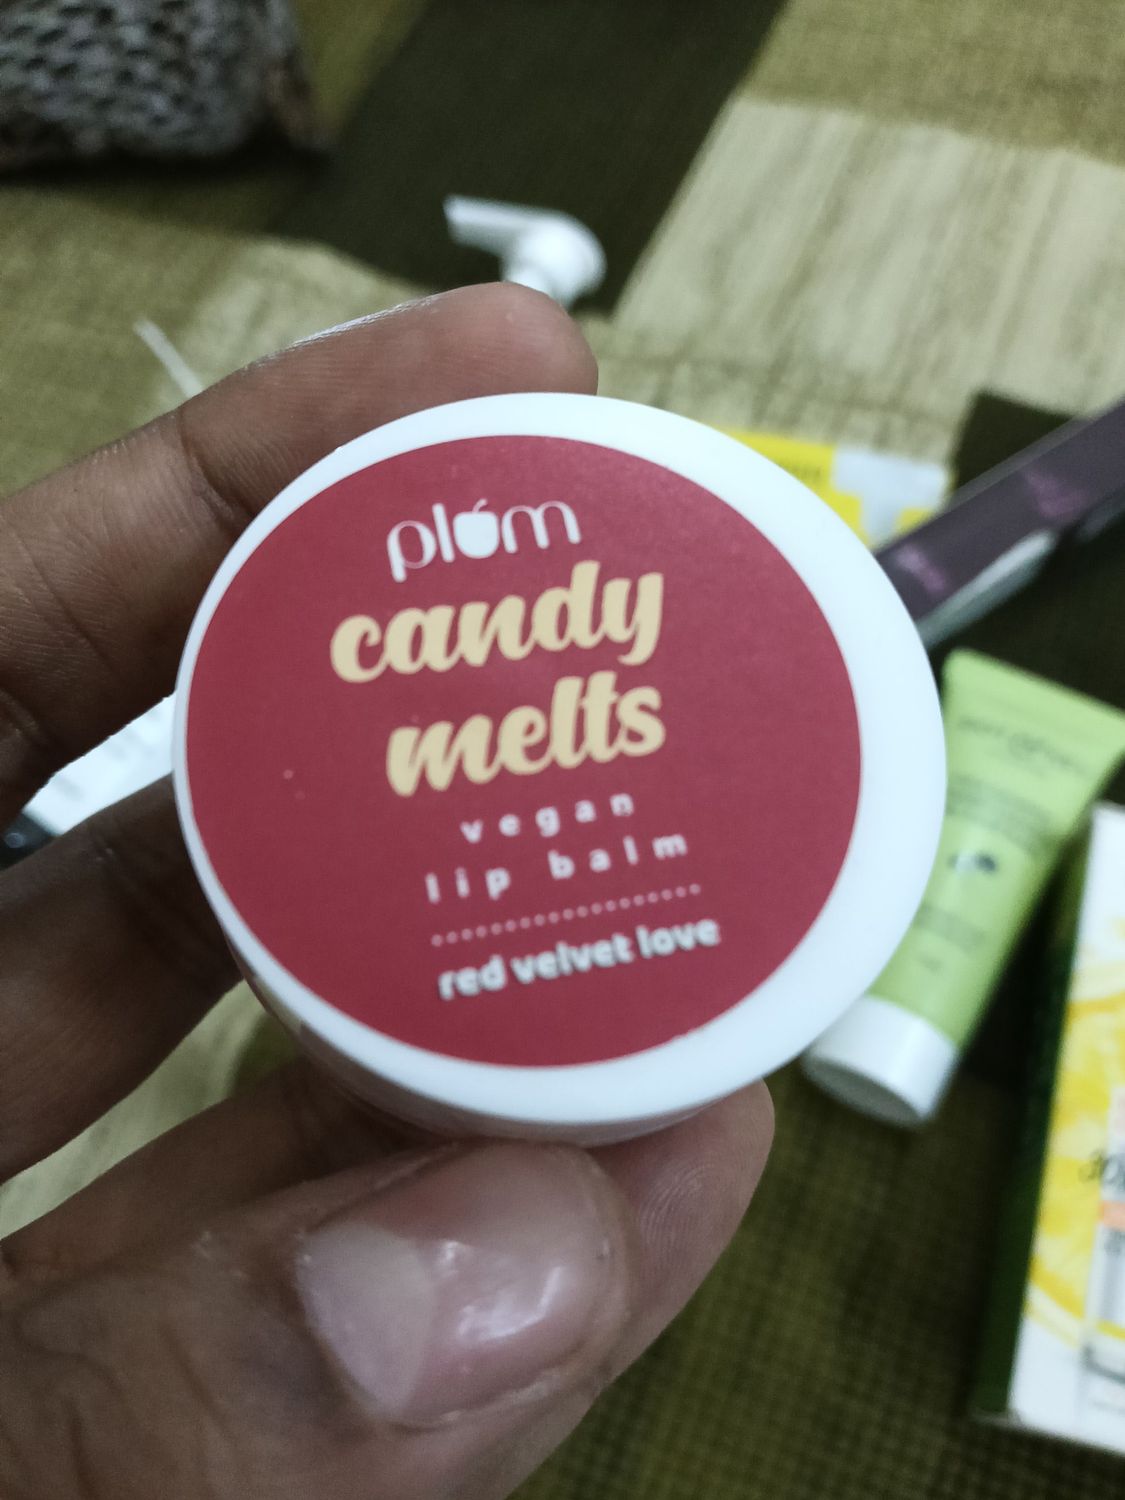 plum
candy
melts
vegan
lip balm
red velvet love